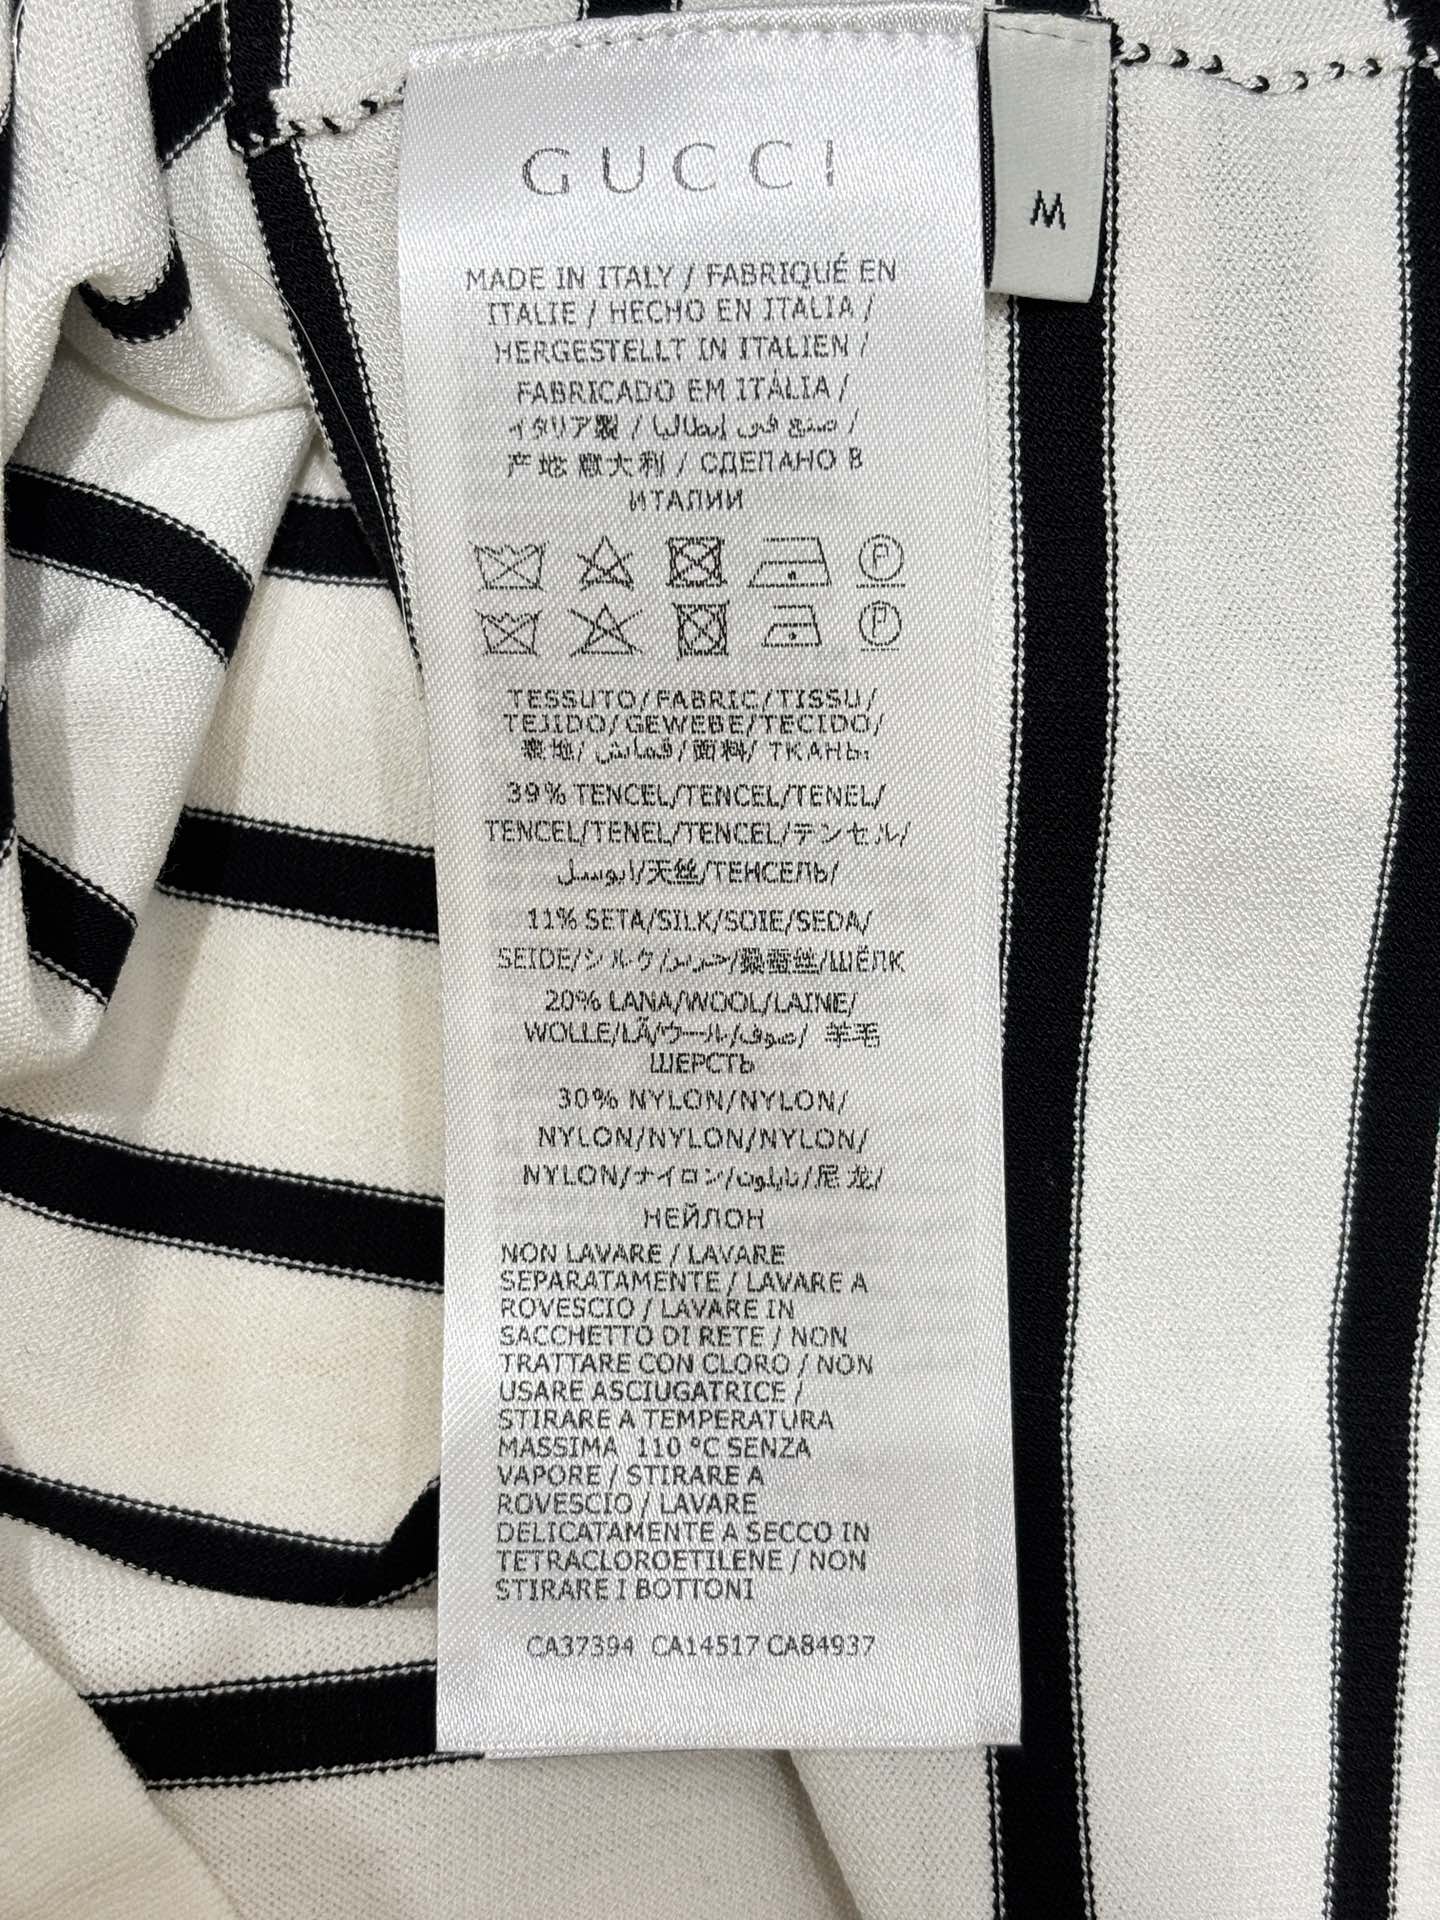 GUCCI
M
MADE IN ITALY / FABRIQUÉ EN
ITALIE / HECHO EN ITALIA /
HERGESTELLT IN ITALIEN /
FABRICADO EM ITÁLIA /
イタリア製 / صنع في إيطاليا /
产地 意大利 / СДЕЛАНО В
ИТАЛИИ
P
P
TESSUTO/FABRIC/TISSU/
TEJIDO/GEWEBE/TECIDO/
表地/ قماش/面料/ ТКАНЬ:
39% TENCEL/TENCEL/TENEL/
TENCEL/TENEL/TENCEL/テンセル/
/天丝/ТЕНСЕЛЬ/
11% SETA/SILK/SOIE/SEDA/
SEIDE/シルク/حرير/桑蚕丝/ШЁЛК
20% LANA/WOOL/LAINE/
WOLLE/LÃ/ウール/صوف/ 羊毛
ШЕРСТЬ
30% NYLON/NYLON/
NYLON/NYLON/NYLON/
NYLON/ナイロン/نايلون/尼龙/
НЕЙЛОН
NON LAVARE / LAVARE
SEPARATAMENTE / LAVARE A
ROVESCIO / LAVARE IN
SACCHETTO DI RETE / NON
TRATTARE CON CLORO / NON
USARE ASCIUGATRICE /
STIRARE A TEMPERATURA
MASSIMA 110 °C SENZA
VAPORE / STIRARE A
ROVESCIO / LAVARE
DELICATAMENTE A SECCO IN
TETRACLOROETILENE / NON
STIRARE I BOTTONI
CA37394 CA14517 CA84937